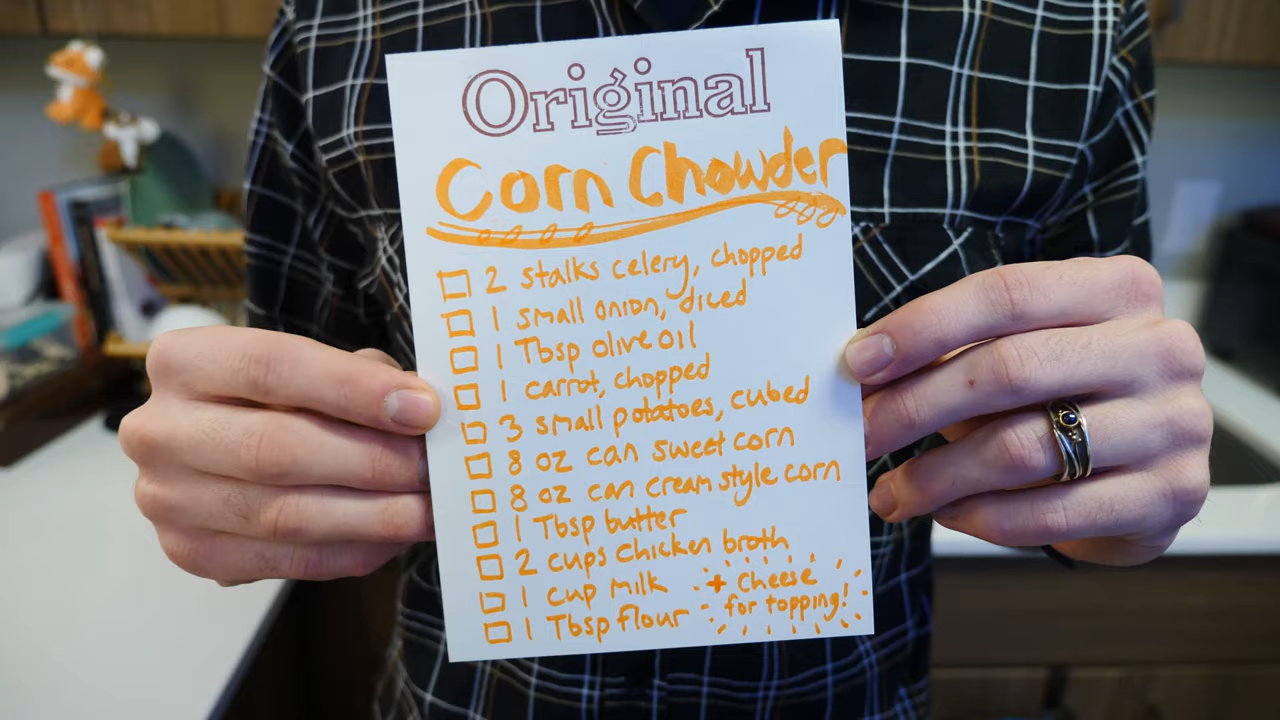 Original
Corn Chowder
2 stalks celery, chopped
1 small onion, diced
1 Tbsp olive oil
1 carrot, chopped
3 small potatoes, cubed
8 oz can sweet corn
8 oz can cream style corn
1 Tbsp butter
2 cups chicken broth
1 cup milk
1 Tbsp flour
+ Cheese
for topping!